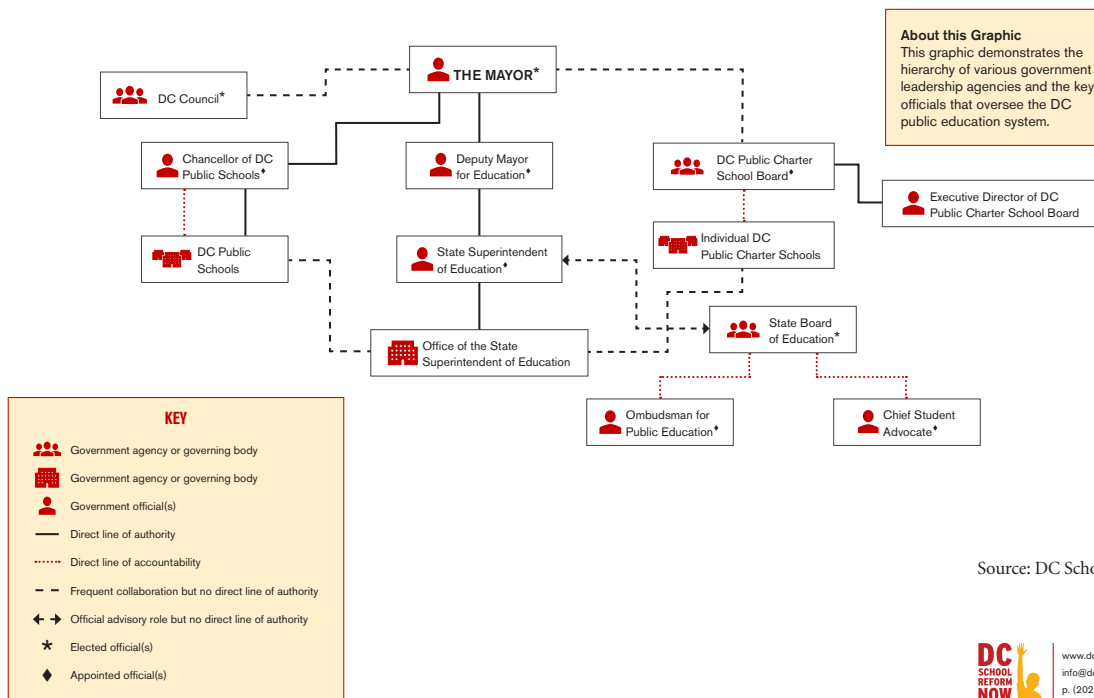 About this Graphic
This graphic demonstrates the
hierarchy of various government
leadership agencies and the key
officials that oversee the DC
public education system.
THE MAYOR*
DC Council*
Chancellor of DC
Public Schools♦
Deputy Mayor
for Education♦
DC Public Charter
School Board♦
Executive Director of DC
Public Charter School Board
DC Public
Schools
State Superintendent
of Education♦
Individual DC
Public Charter Schools
State Board
of Education*
Office of the State
Superintendent of Education
Ombudsman for
Public Education♦
Chief Student
Advocate♦
KEY
Government agency or governing body
Government agency or governing body
Government official(s)
Direct line of authority
Direct line of accountability
Frequent collaboration but no direct line of authority
Official advisory role but no direct line of authority
* Elected official(s)
♦ Appointed official(s)
Source: DC Scho
DC
SCHOOL
REFORM
NOW
www.dc
info@dc
p. (202